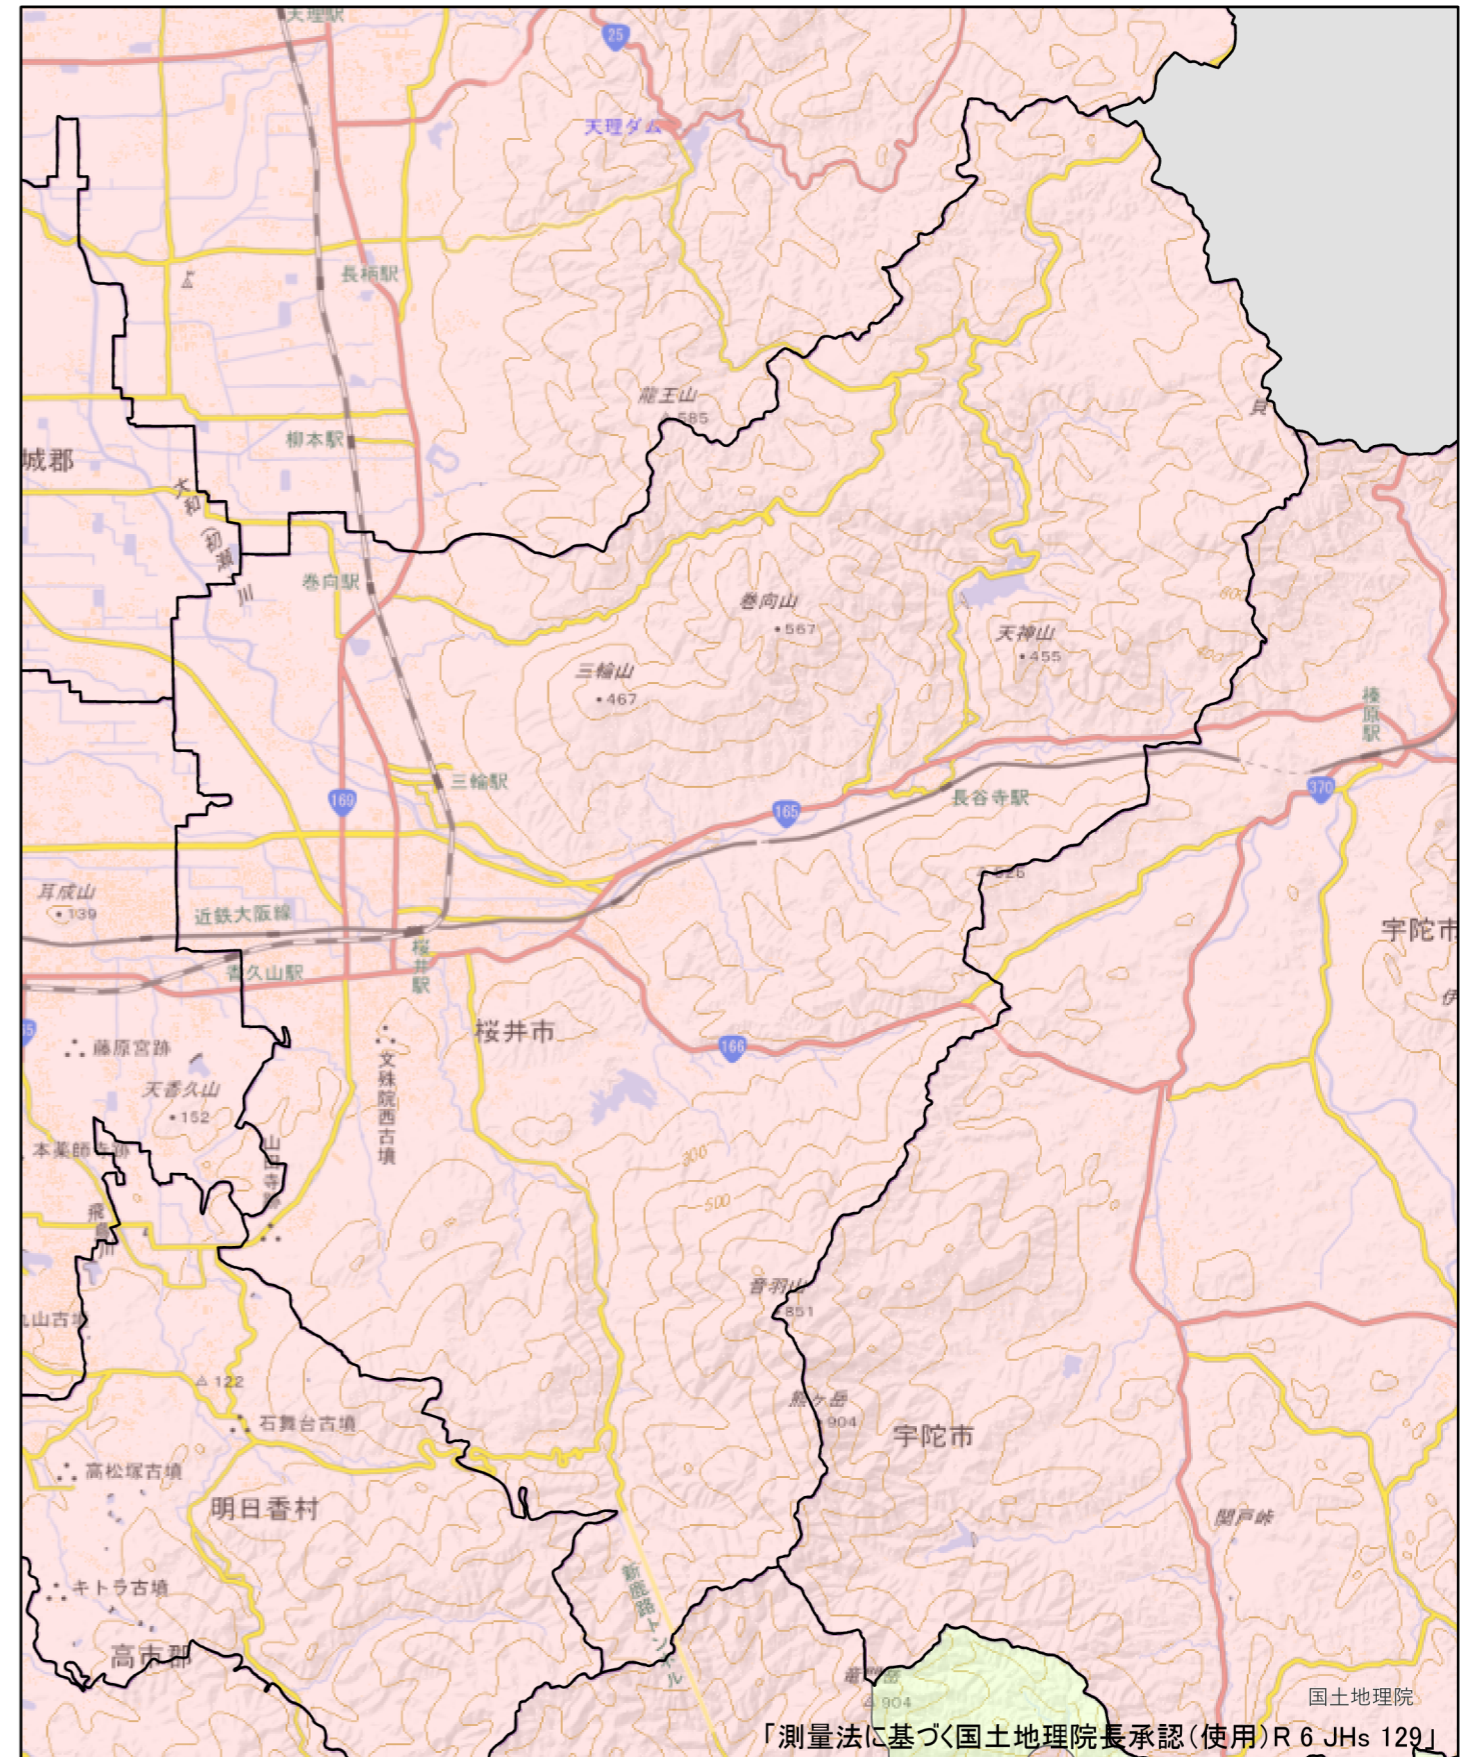 天理駅
25
天理ダム
長柄駅
龍王山
585
柳本駅
城郡
大和
(初瀬
川
巻向駅
巻向山
567
600
天神山
455
400
三輪山
467
榛原駅
三輪駅
169
165
長谷寺駅
370
526
耳成山
139
近鉄大阪線
香久山駅
桜井駅
宇陀市
桜井市
藤原宮跡
文殊院西古墳
166
天香久山
152
本薬師寺跡
山田寺跡
300
500
飛鳥川
音羽山
851
122
熊ヶ岳
904
石舞台古墳
宇陀市
高松塚古墳
明日香村
関戸峠
キトラ古墳
新鹿路トンネル
高市郡
竜門岳
904
国土地理院
「測量法に基づく国土地理院長承認(使用)R 6 JHs 129」